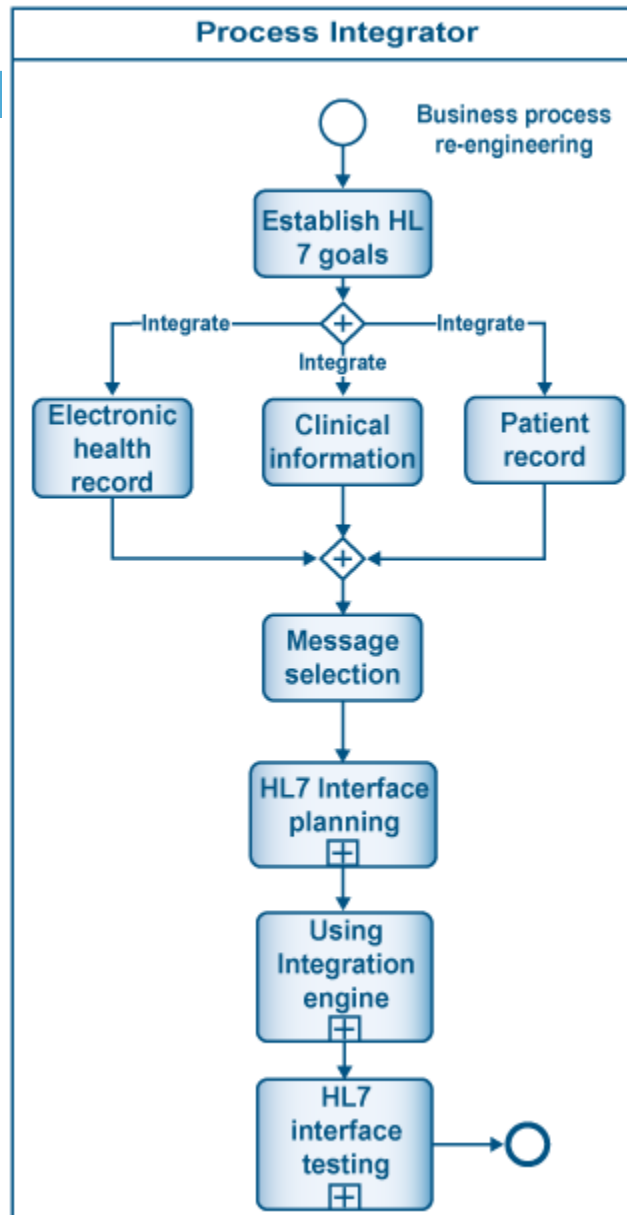 Process Integrator
Business process
re-engineering
Establish HL
7 goals
Integrate
Integrate
Integrate
Electronic
health
record
Clinical
information
Patient
record
Message
selection
HL7 Interface
planning
Using
Integration
engine
HL7
interface
testing